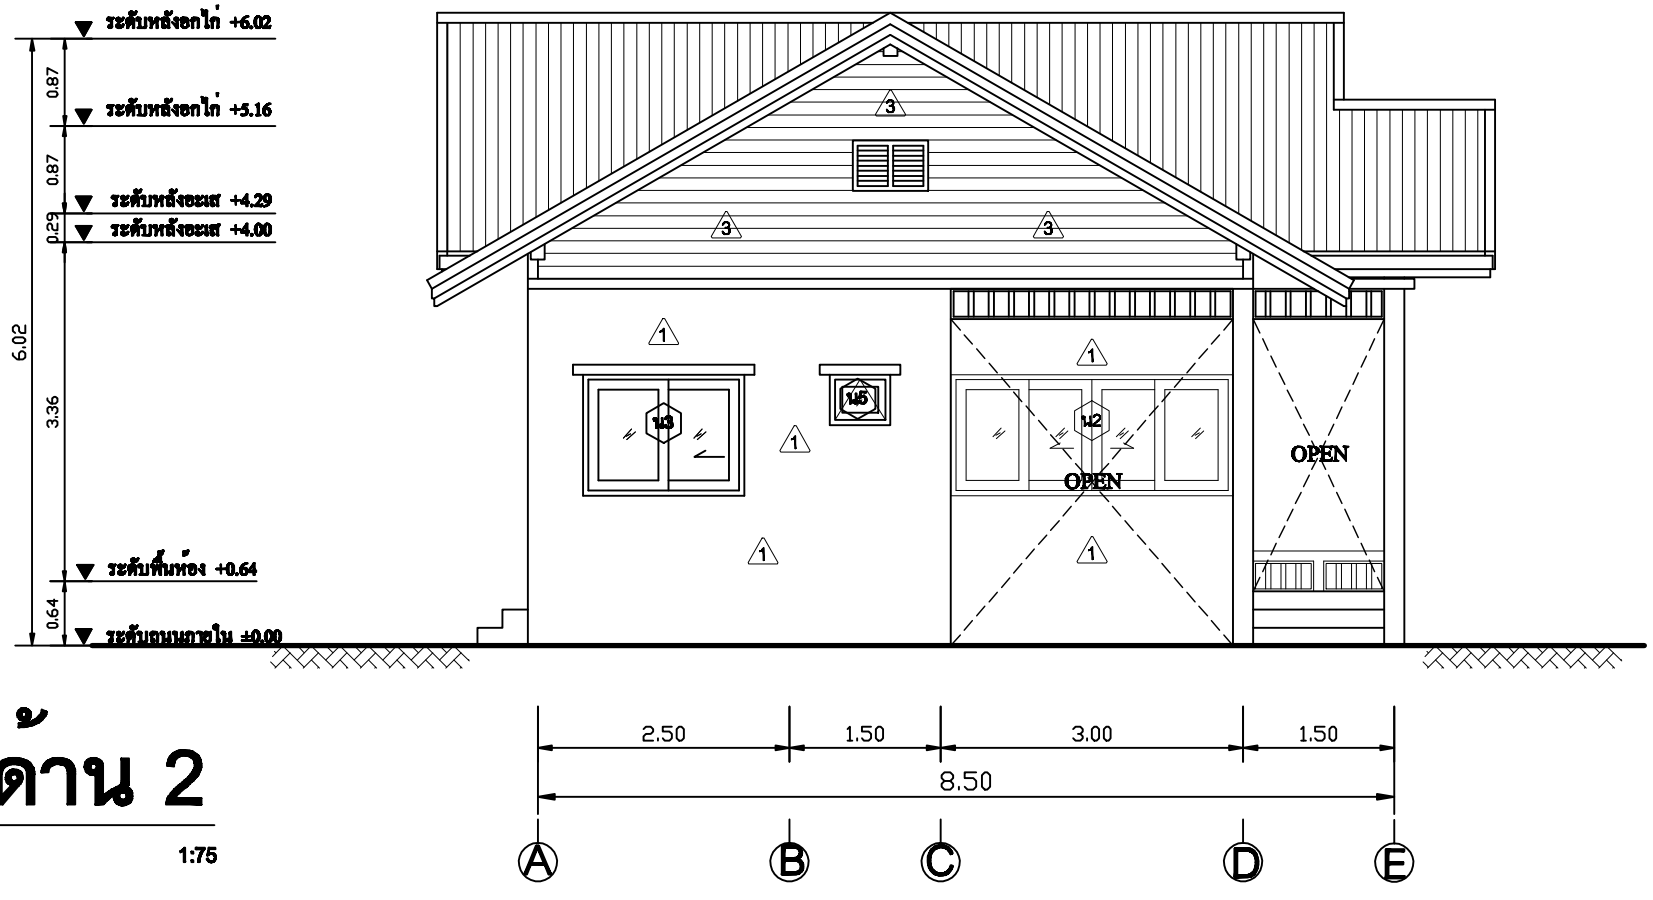 ระดับหลังอกไก่ +6.02
0.87
ระดับหลังอกไก่ +5.16
0.87
ระดับหลังอะเส +4.29
0.29
ระดับหลังอะเส +4.00
6.02
3.36
ระดับพื้นห้อง +0.64
0.64
ระดับถนนภายใน ±0.00
3
3 3
1 1
น3 น5 น2
1
OPEN OPEN
1 1
2.50 1.50 3.00 1.50
8.50
A B C D E
ด้าน 2
1:75